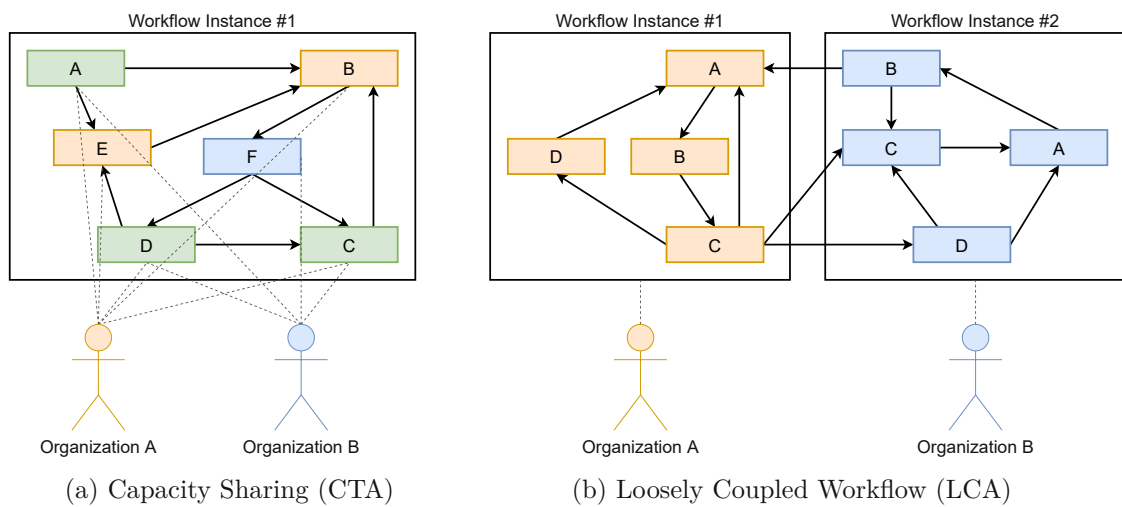 Workflow Instance #1
A
B
E
F
D
C
Organization A
Organization B
(a) Capacity Sharing (CTA)
Workflow Instance #1
Workflow Instance #2
A
B
D
B
C
A
C
D
Organization A
Organization B
(b) Loosely Coupled Workflow (LCA)